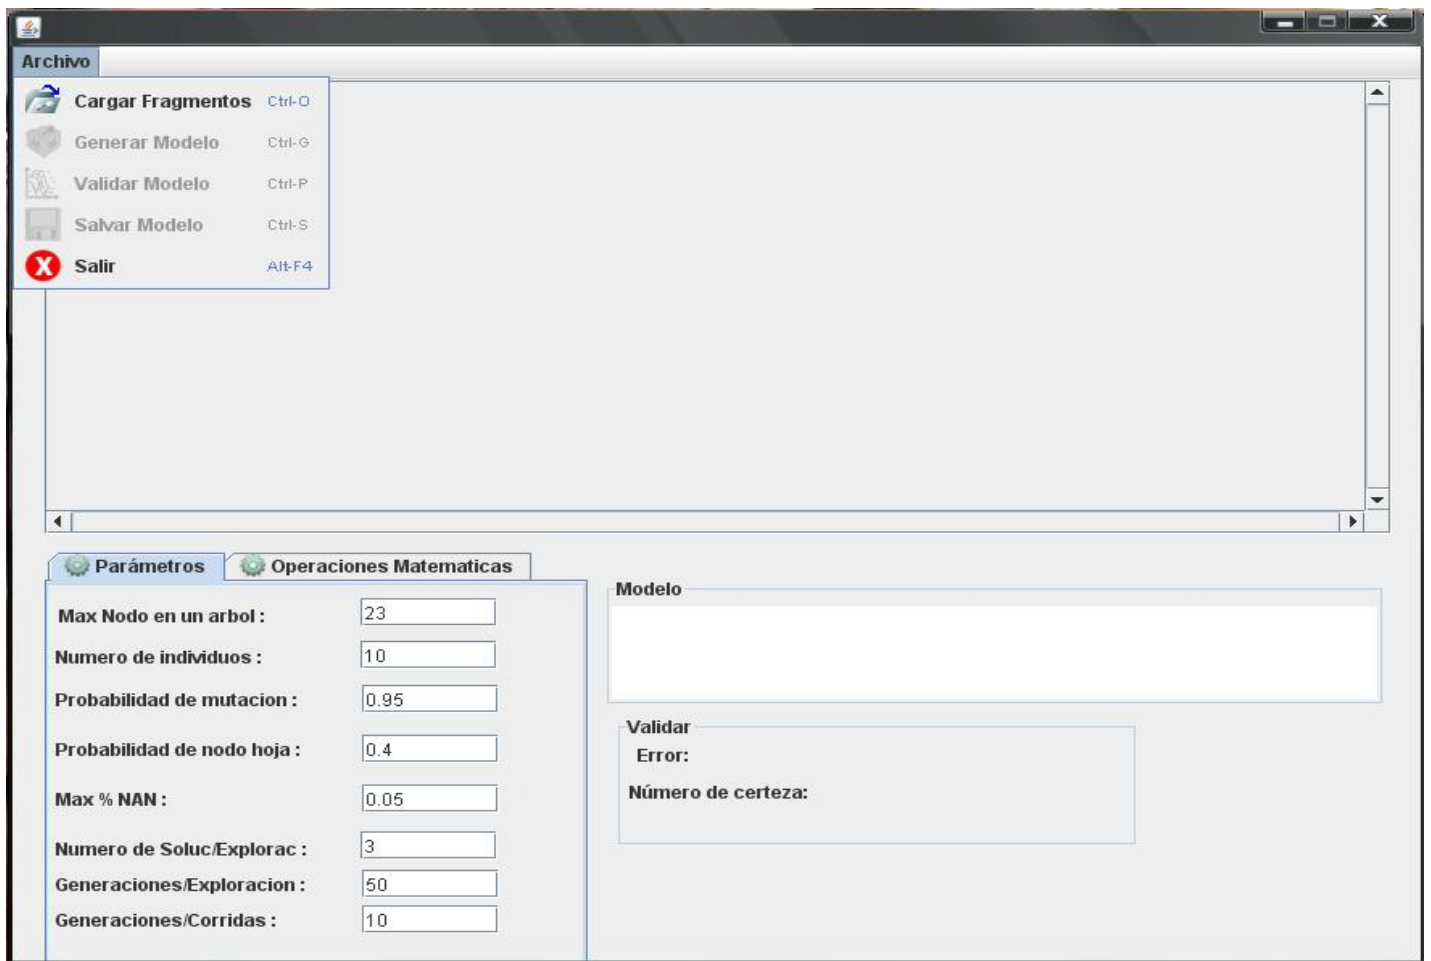 Archivo
Cargar Fragmentos Ctrl-O
Generar Modelo Ctrl-G
Validar Modelo Ctrl-P
Salvar Modelo Ctrl-S
X Salir Alt-F4
Parámetros Operaciones Matematicas
Max Nodo en un arbol : 23
Numero de individuos : 10
Probabilidad de mutacion : 0.95
Probabilidad de nodo hoja : 0.4
Max % NAN : 0.05
Numero de Soluc/Explorac : 3
Generaciones/Exploracion : 50
Generaciones/Corridas : 10
Modelo
Validar
Error:
Número de certeza: